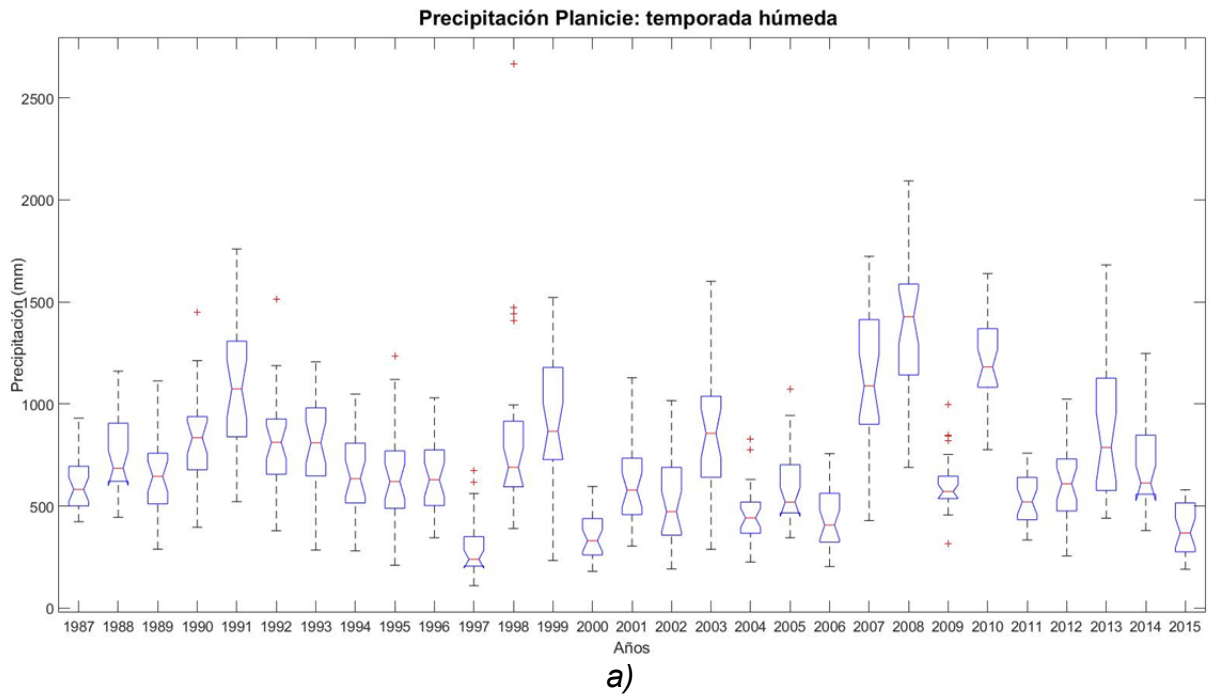 Precipitación Planicie: temporada húmeda
Precipitación (mm)
2500
2000
1500
1000
500
0
1987 1988 1989 1990 1991 1992 1993 1994 1995 1996 1997 1998 1999 2000 2001 2002 2003 2004 2005 2006 2007 2008 2009 2010 2011 2012 2013 2014 2015
Años
a)